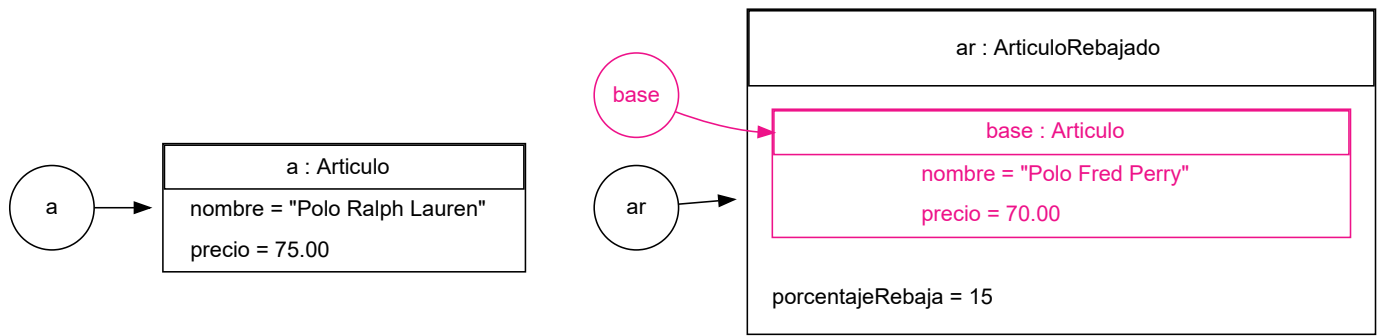 a
a : Articulo
nombre = "Polo Ralph Lauren"
precio = 75.00
base
ar
ar : ArticuloRebajado
base : Articulo
nombre = "Polo Fred Perry"
precio = 70.00
porcentajeRebaja = 15